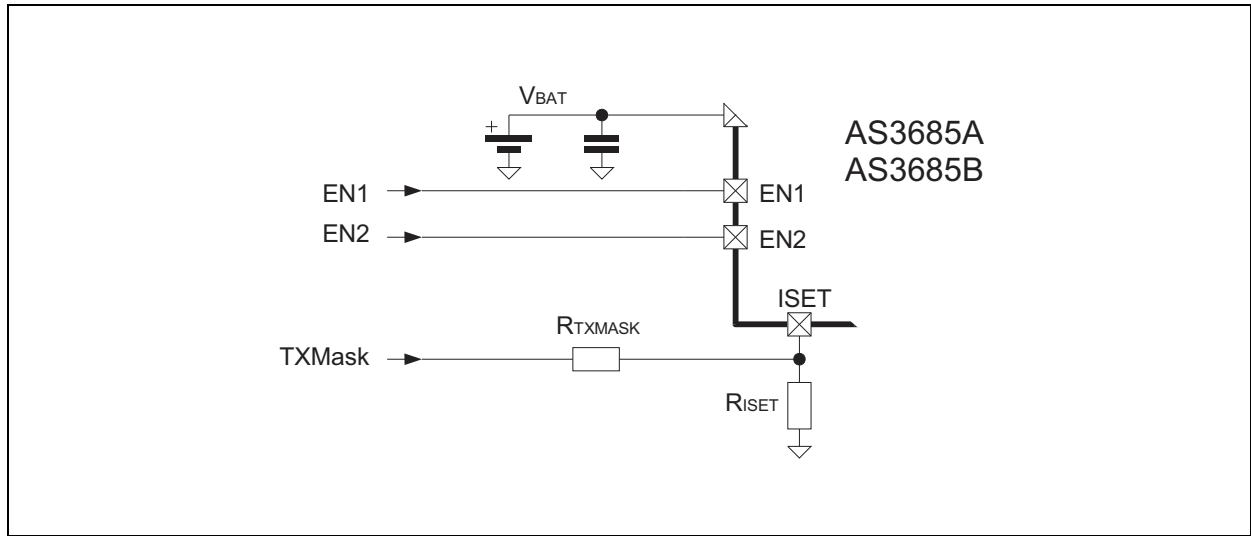 VBAT
+
AS3685A
AS3685B
EN1
EN1
EN2
EN2
ISET
RTXMASK
TXMask
RISET